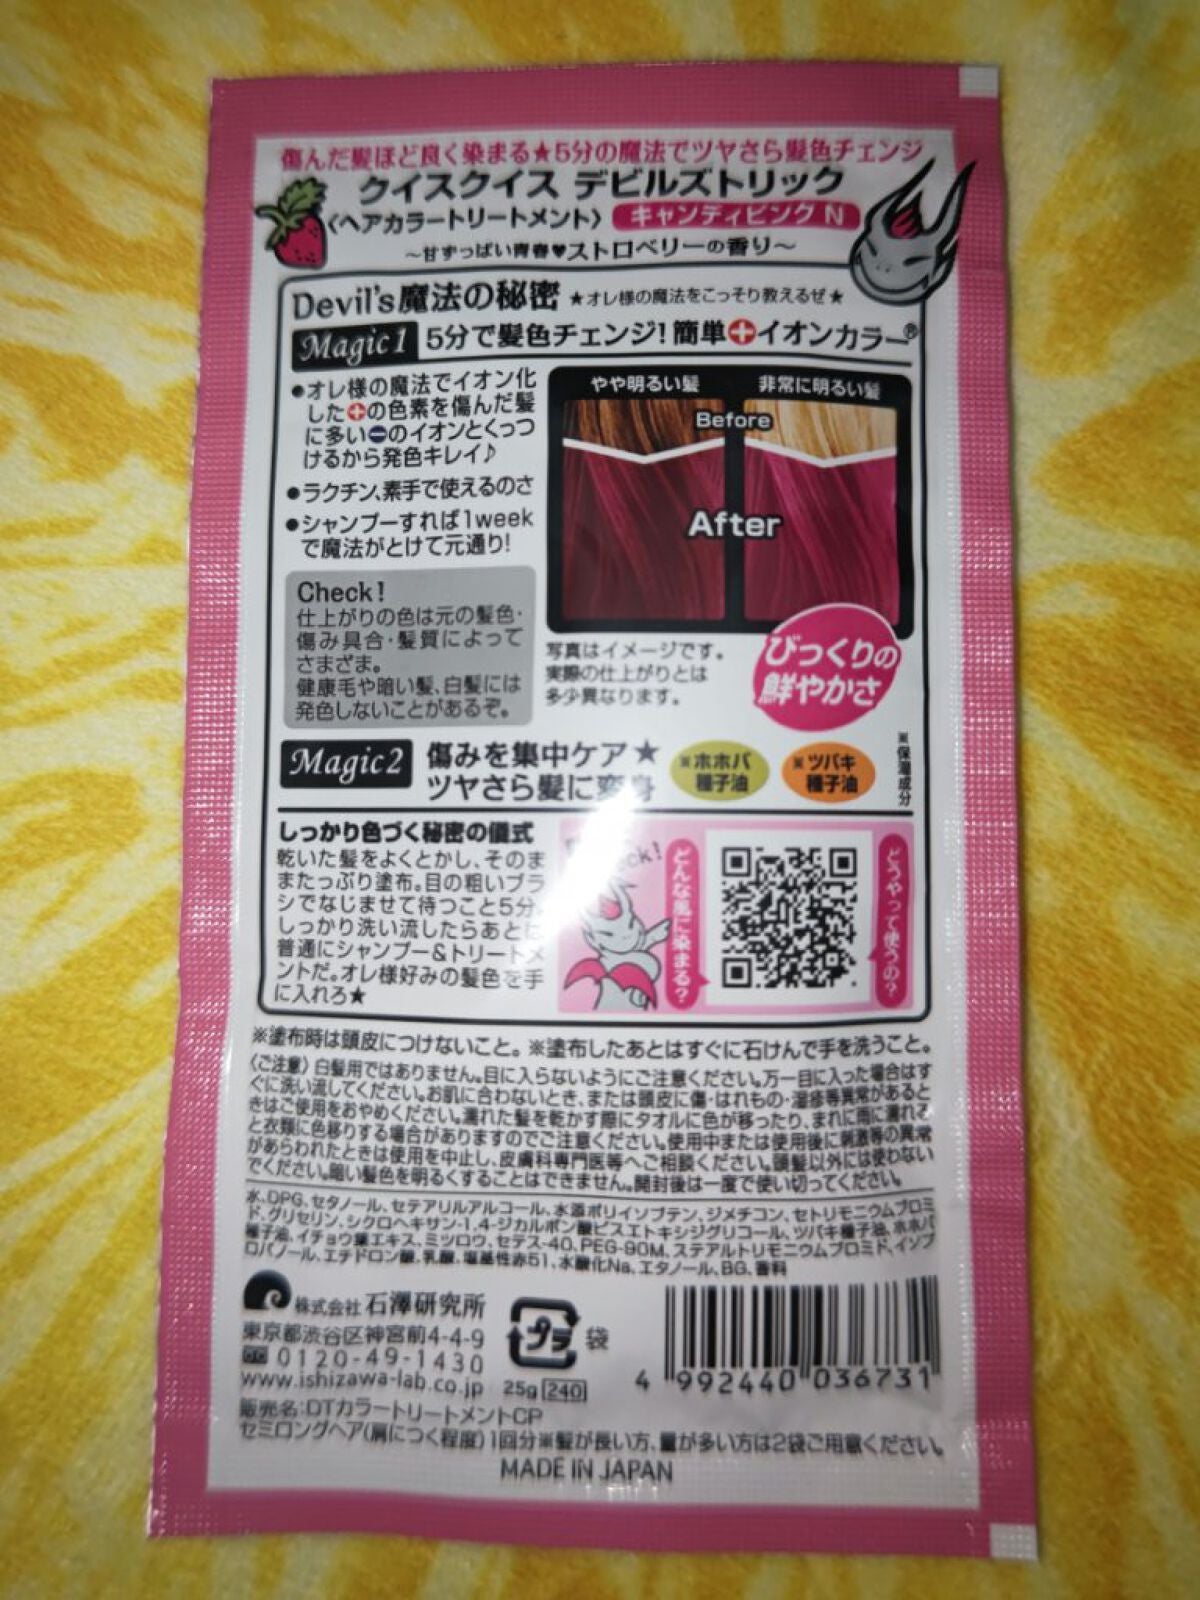 傷んだ髪ほど良く染まる★5分の魔法でツヤさら髪色チェンジ
クイスクイス デビルズトリック
〈ヘアカラートリートメント〉 キャンディピンク N
～甘ずっぱい青春♥ストロベリーの香り～
Devil's魔法の秘密 ★オレ様の魔法をこっそり教えるぜ★
Magic1 5分で髪色チェンジ!簡単＋イオンカラー®
●オレ様の魔法でイオン化
した＋の色素を傷んだ髪
に多い－のイオンとくっつ
けるから発色キレイ♪
●ラクチン、素手で使えるのさ
●シャンプーすれば1week
で魔法がとけて元通り!
Check!
仕上がりの色は元の髪色・
傷み具合・髪質によって
さまざま。
健康毛や暗い髪、白髪には
発色しないことがあるぞ。
やや明るい髪 非常に明るい髪
Before
After
写真はイメージです。
実際の仕上がりとは
多少異なります。
びっくりの
鮮やかさ
Magic2 傷みを集中ケア★
ツヤさら髪に変身
※ホホバ
種子油
※ツバキ
種子油
※保湿成分
しっかり色づく秘密の儀式
乾いた髪をよくとかし、そのま
またっぷり塗布。目の粗いブラ
シでなじませて待つこと5分。
しっかり洗い流したらあとは
普通にシャンプー&トリートメ
ントだ。オレ様好みの髪色を手
に入れろ★
どんな風に染まる?
どうやって使うの?
※塗布時は頭皮につけないこと。※塗布したあとはすぐに石けんで手を洗うこと。
〈ご注意〉白髪用ではありません。目に入らないようにご注意ください。万一目に入った場合はす
ぐに洗い流してください。お肌に合わないとき、または頭皮に傷・はれもの・湿疹等異常があると
きはご使用をおやめください。濡れた髪を乾かす際にタオルに色が移ったり、まれに雨に濡れる
と衣類に色移りする場合がありますのでご注意ください。使用中または使用後に刺激等の異常
があらわれたときは使用を中止し、皮膚科専門医等へご相談ください。頭髪以外には使わない
でください。暗い髪色を明るくすることはできません。開封後は一度で使い切ってください。
水、DPG、セタノール、セテアリルアルコール、水添ポリイソブテン、ジメチコン、セトリモニウムブロミ
ド、グリセリン、シクロヘキサン-1,4-ジカルボン酸ビスエトキシジグリコール、ツバキ種子油、ホホバ
種子油、イチョウ葉エキス、ミツロウ、セテス-40、PEG-90M、ステアルトリモニウムブロミド、イソプ
ロパノール、エチドロン酸、乳酸、塩基性赤51、水酸化Na、エタノール、BG、香料
株式会社 石澤研究所
東京都渋谷区神宮前4-4-9
0120-49-1430
www.ishizawa-lab.co.jp
プラ 袋
25g 240
4 992440 036731
販売名:DTカラートリートメントCP
セミロングヘア(肩につく程度)1回分※髪が長い方、量が多い方は2袋ご用意ください。
MADE IN JAPAN